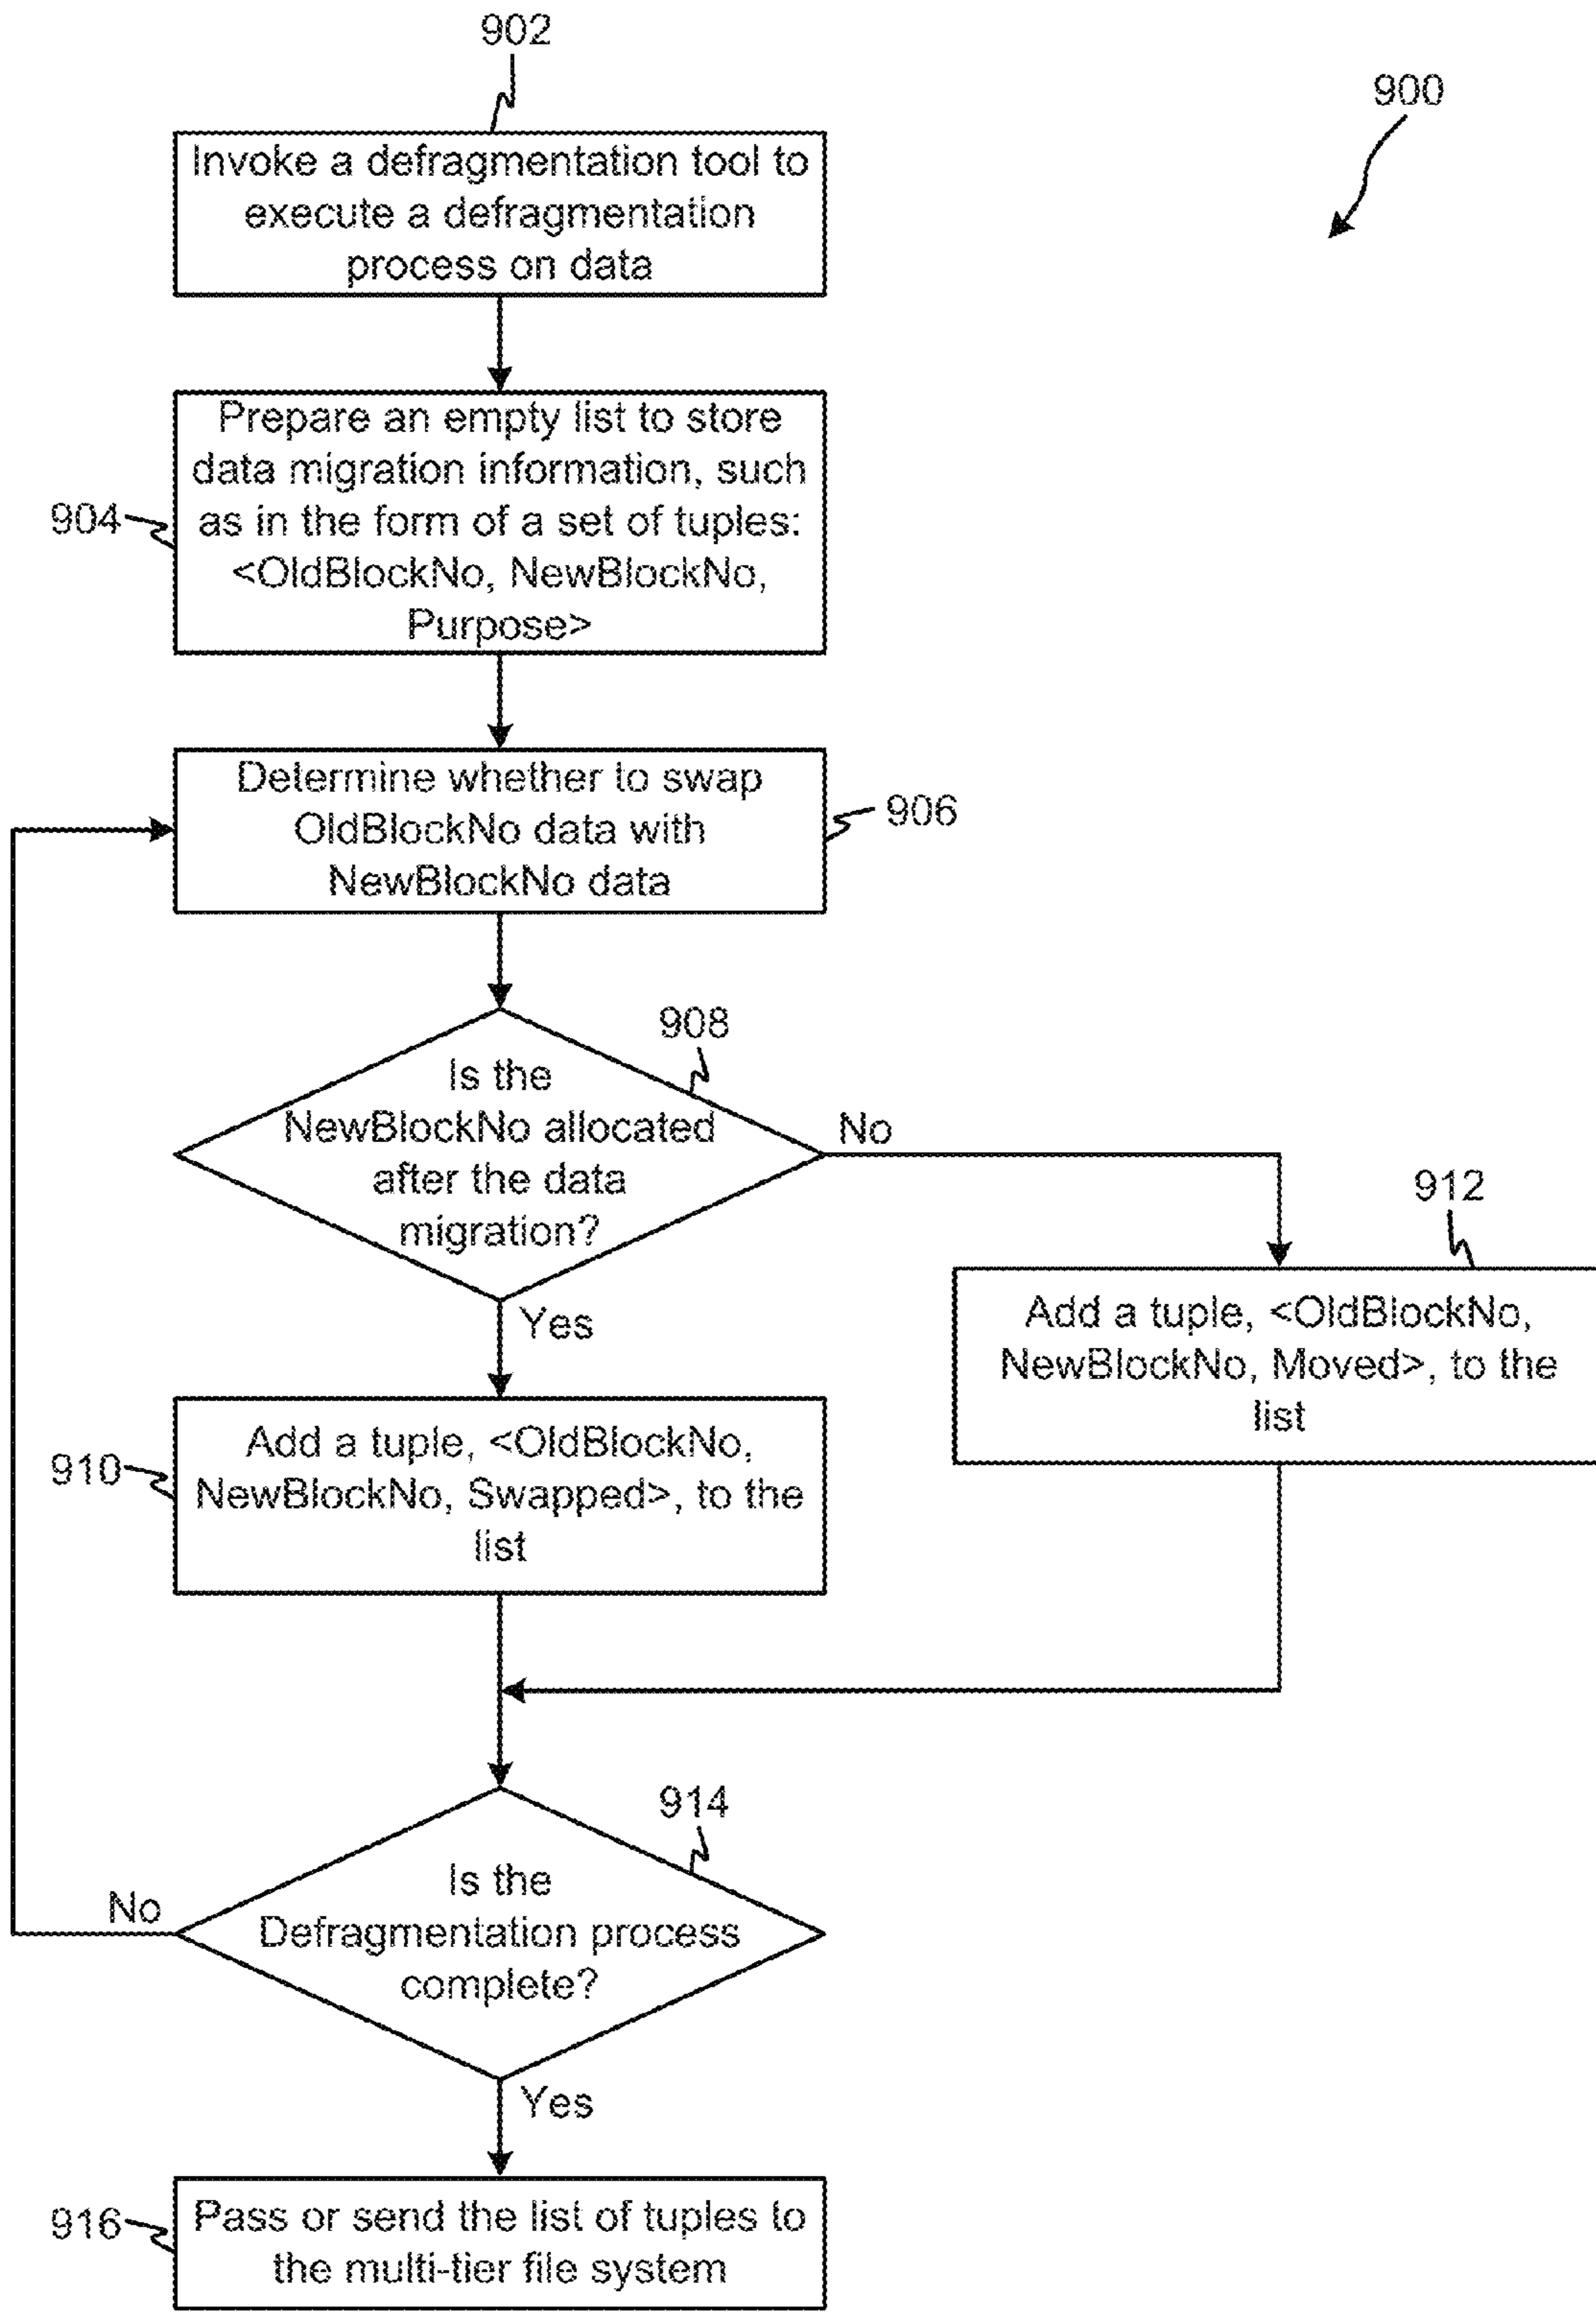 902
900
Invoke a defragmentation tool to
execute a defragmentation
process on data
Prepare an empty list to store
data migration information, such
as in the form of a set of tuples:
<OldBlockNo, NewBlockNo,
Purpose>
904
Determine whether to swap
OldBlockNo data with
NewBlockNo data
906
908
Is the
NewBlockNo allocated
after the data
migration?
No
Yes
912
Add a tuple, <OldBlockNo,
NewBlockNo, Moved>, to the
list
910
Add a tuple, <OldBlockNo,
NewBlockNo, Swapped>, to the
list
914
Is the
Defragmentation process
complete?
No
Yes
916
Pass or send the list of tuples to
the multi-tier file system